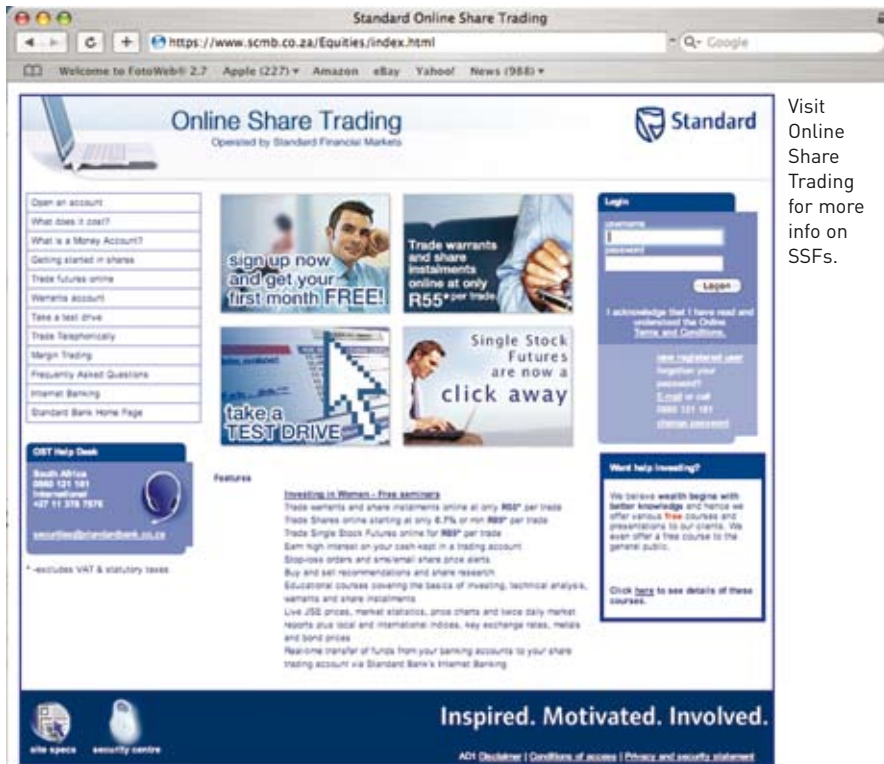 Standard Online Share Trading
https://www.scmb.co.za/Equities/index.html
Google
Welcome to FotoWeb® 2.7 Apple (227) Amazon eBay Yahoo! News (988)
Online Share Trading
Operated by Standard Financial Markets
Standard
Visit
Online
Share
Trading
for more
info on
SSFs.
Open an account
What does it cost?
What is a Money Account?
Getting started in shares
Trade futures online
Warrants account
Take a test drive
Trade Telephonically
Margin Trading
Frequently Asked Questions
Internet Banking
Standard Bank Home Page
sign up now
and get your
first month FREE!
Trade warrants
and share
instalments
online at only
R55* per trade.
take a
TEST DRIVE
Single Stock
Futures
are now a
click away
Login
username
password
Logon
I acknowledge that I have read and
understood the Online
Terms and Conditions.
new registered user
forgotten your
password?
E-mail or call
0860 121 161
change password
OST Help Desk
South Africa
0860 121 161
International
securities@standardbank.co.za
* -excludes VAT & statutory taxes
Features
Investing in Women - Free seminars
Trade warrants and share instalments online at only R55* per trade
Trade Shares online starting at only 0.7% or min R89* per trade
Trade Single Stock Futures online for R89* per trade
Earn high interest on your cash kept in a trading account
Stop-loss orders and sms/email share price alerts
Buy and sell recommendations and share research
Educational courses covering the basics of investing, technical analysis,
warrants and share instalments
Live JSE prices, market statistics, price charts and twice daily market
reports plus local and international indices, key exchange rates, metals
and bond prices
Real-time transfer of funds from your banking accounts to your share
trading account via Standard Bank's Internet Banking
Want help investing?
We believe wealth begins with
better knowledge and hence we
offer various free courses and
presentations to our clients. We
even offer a free course to the
general public.
Click here to see details of these
courses.
Inspired. Motivated. Involved.
site specs
security centre
Disclaimer | Conditions of access | Privacy and security statement